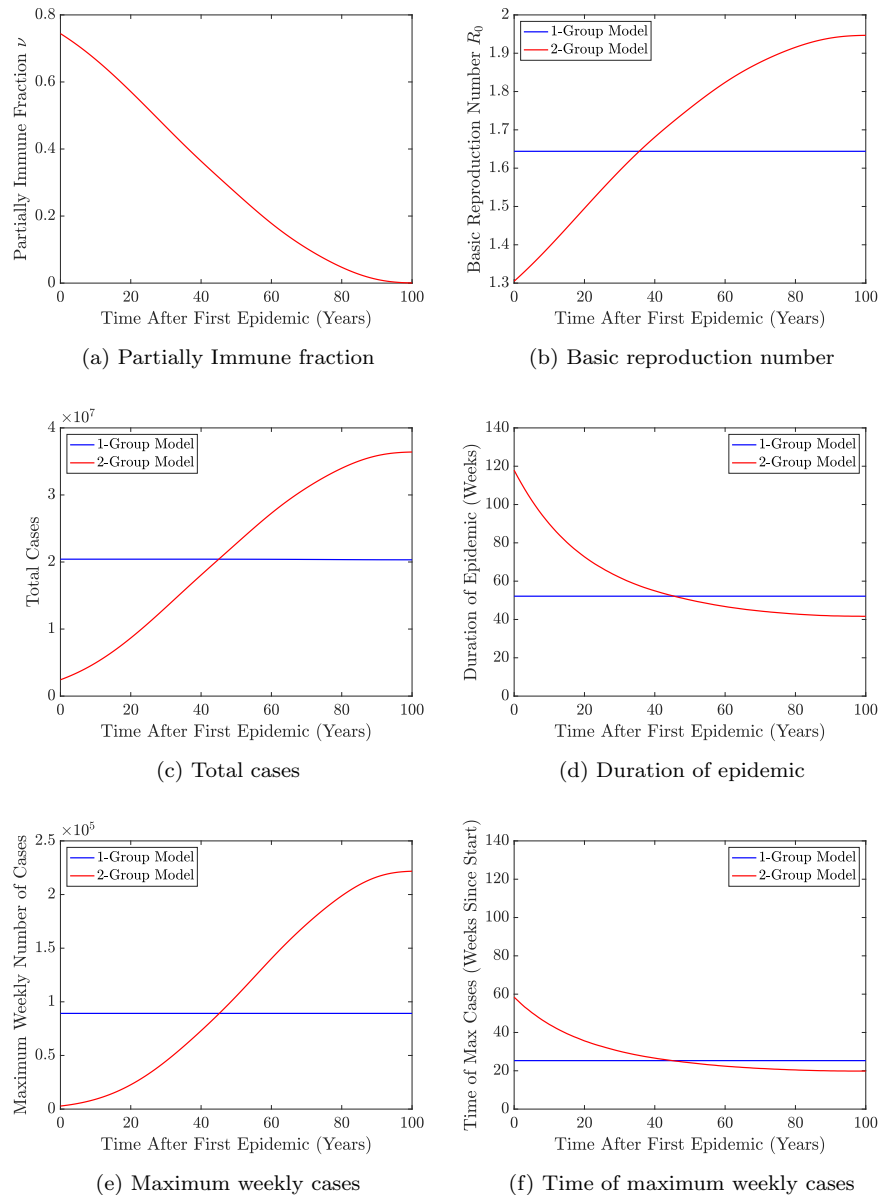 0.8
0.6
0.4
0.2
0
Partially Immune Fraction ν
0 20 40 60 80 100
Time After First Epidemic (Years)
(a) Partially Immune fraction
2
1.9
1.8
1.7
1.6
1.5
1.4
1.3
Basic Reproduction Number R₀
1-Group Model
2-Group Model
0 20 40 60 80 100
Time After First Epidemic (Years)
(b) Basic reproduction number
×10⁷
4
3
2
1
0
Total Cases
1-Group Model
2-Group Model
0 20 40 60 80 100
Time After First Epidemic (Years)
(c) Total cases
140
120
100
80
60
40
20
0
Duration of Epidemic (Weeks)
1-Group Model
2-Group Model
0 20 40 60 80 100
Time After First Epidemic (Years)
(d) Duration of epidemic
×10⁵
2.5
2
1.5
1
0.5
0
Maximum Weekly Number of Cases
1-Group Model
2-Group Model
0 20 40 60 80 100
Time After First Epidemic (Years)
(e) Maximum weekly cases
140
120
100
80
60
40
20
0
Time of Max Cases (Weeks Since Start)
1-Group Model
2-Group Model
0 20 40 60 80 100
Time After First Epidemic (Years)
(f) Time of maximum weekly cases